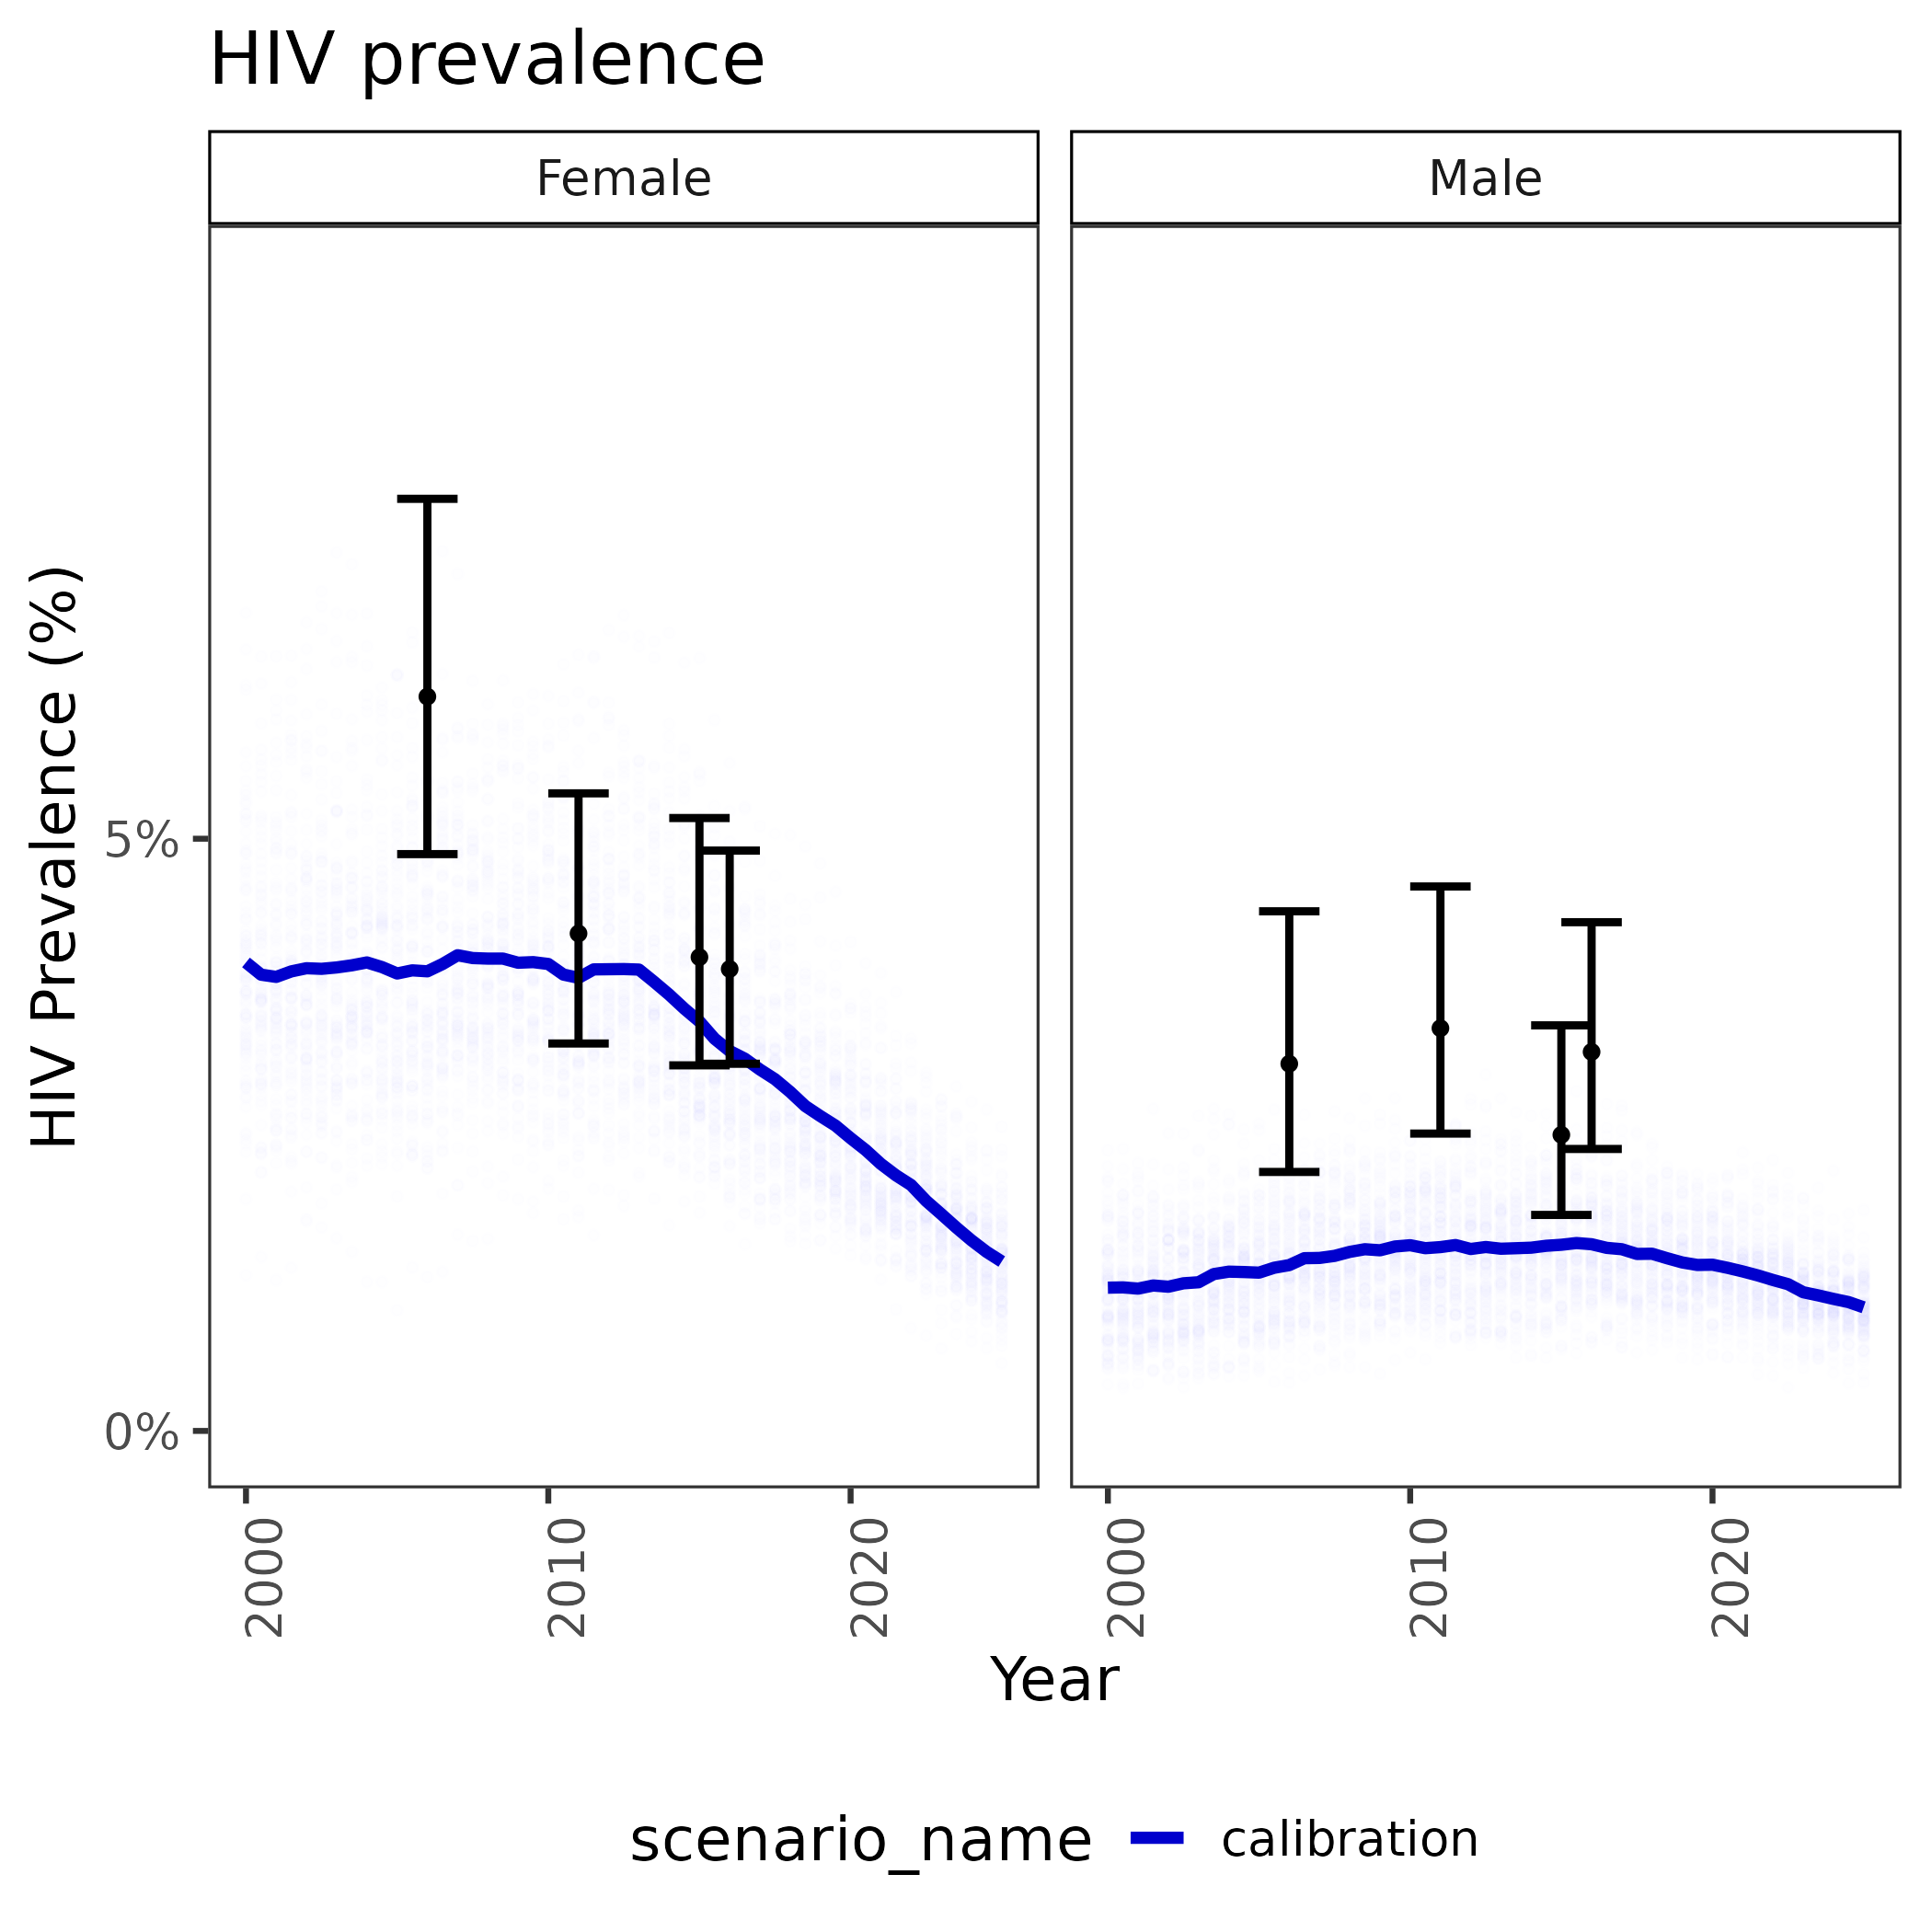 HIV prevalence
Female
Male
HIV Prevalence (%)
5%
0%
2000
2010
2020
2000
2010
2020
Year
scenario_name calibration